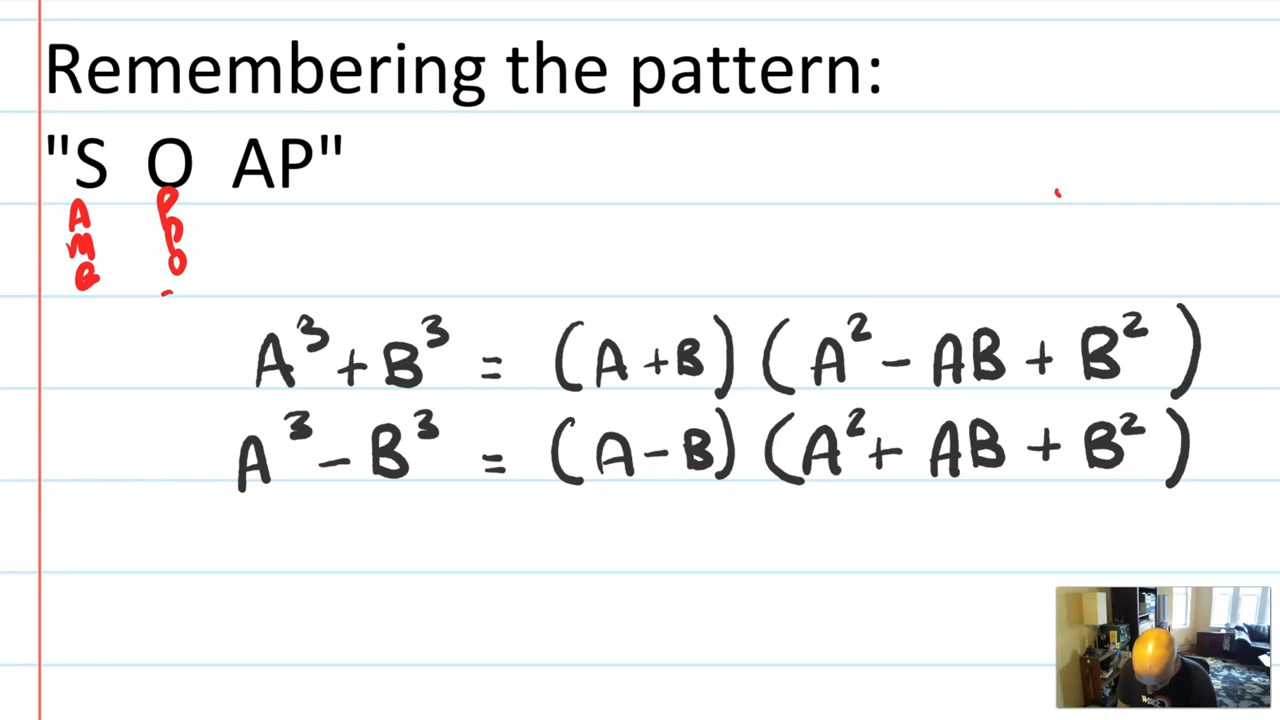 Remembering the pattern:
"S O AP"
A P
m P
e o
A³ + B³ = (A + B)(A² - AB + B²)
A³ - B³ = (A - B)(A² + AB + B²)